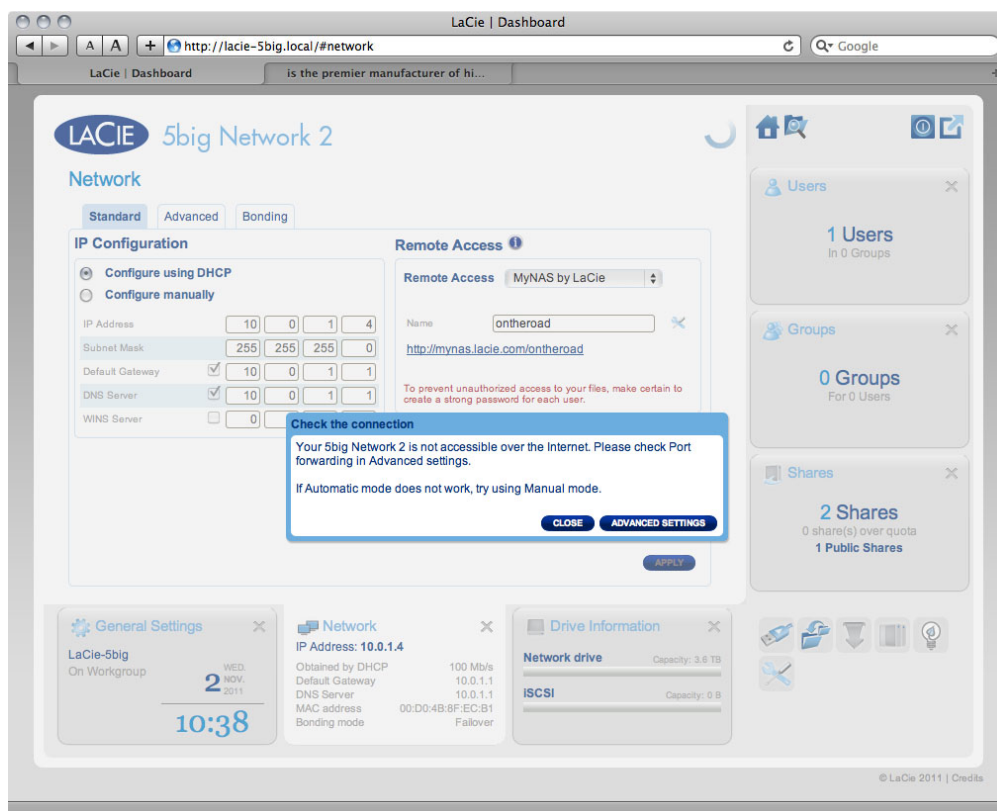 LaCie | Dashboard
A A + http://lacie-5big.local/#network Google
LaCie | Dashboard is the premier manufacturer of hi... +
LACIE 5big Network 2
Network
Standard Advanced Bonding
IP Configuration
Configure using DHCP
Configure manually
IP Address 10 0 1 4
Subnet Mask 255 255 255 0
Default Gateway 10 0 1 1
DNS Server 10 0 1 1
WINS Server 0
Remote Access
Remote Access MyNAS by LaCie
Name ontheroad
http://mynas.lacie.com/ontheroad
To prevent unauthorized access to your files, make certain to
create a strong password for each user.
Check the connection
Your 5big Network 2 is not accessible over the Internet. Please check Port
forwarding in Advanced settings.
If Automatic mode does not work, try using Manual mode.
CLOSE ADVANCED SETTINGS
APPLY
Users
1 Users
In 0 Groups
Groups
0 Groups
For 0 Users
Shares
2 Shares
0 share(s) over quota
1 Public Shares
General Settings
LaCie-5big
On Workgroup
2 WED.
NOV.
2011
10:38
Network
IP Address: 10.0.1.4
Obtained by DHCP 100 Mb/s
Default Gateway 10.0.1.1
DNS Server 10.0.1.1
MAC address 00:D0:4B:8F:EC:B1
Bonding mode Failover
Drive Information
Network drive Capacity: 3.6 TB
iSCSI Capacity: 0 B
© LaCie 2011 | Credits